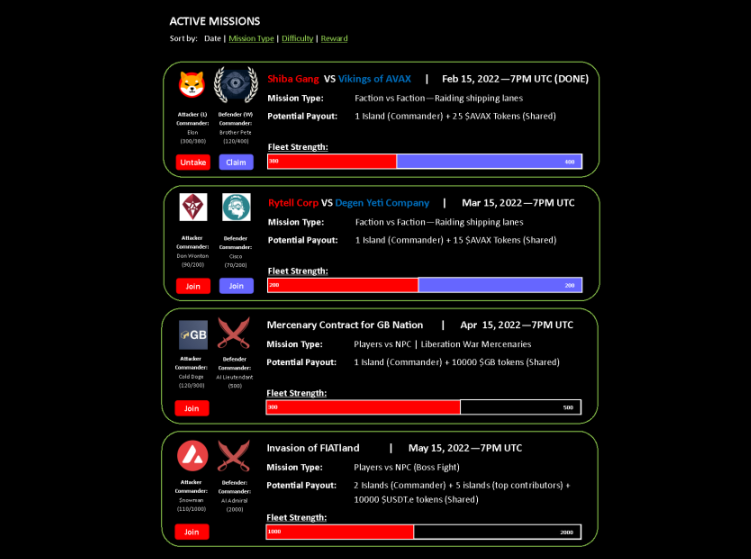 ACTIVE MISSIONS
Sort by: Date | Mission Type | Difficulty | Reward
Shiba Gang VS Vikings of AVAX | Feb 15, 2022—7PM UTC (DONE)
Mission Type: Faction vs Faction—Raiding shipping lanes
Potential Payout: 1 Island (Commander) + 25 $AVAX Tokens (Shared)
Attacker (L) Defender (W)
Commander: Commander:
Elon Brother Pete
(300/300) (120/400)
Fleet Strength:
Untake Claim 300 400
Rytell Corp VS Degen Yeti Company | Mar 15, 2022—7PM UTC
Mission Type: Faction vs Faction—Raiding shipping lanes
Potential Payout: 1 Island (Commander) + 15 $AVAX Tokens (Shared)
Attacker Defender
Commander: Commander:
Don Wonton Cisco
(90/200) (70/200)
Fleet Strength:
Join Join 200 200
GB
Mercenary Contract for GB Nation | Apr 15, 2022—7PM UTC
Mission Type: Players vs NPC | Liberation War Mercenaries
Potential Payout: 1 Island (Commander) + 10000 $GB tokens (Shared)
Attacker Defender
Commander: Commander:
Cold Doge AI Lieutendant
(120/300) (500)
Fleet Strength:
Join 300 500
Invasion of FIATland | May 15, 2022—7PM UTC
Mission Type: Players vs NPC (Boss Fight)
Potential Payout: 2 Islands (Commander) + 5 islands (top contributors) +
10000 $USDT.e tokens (Shared)
Attacker Defender:
Commander: Commander:
Snowman AI Admiral
(110/1000) (2000)
Fleet Strength:
Join 1000 2000